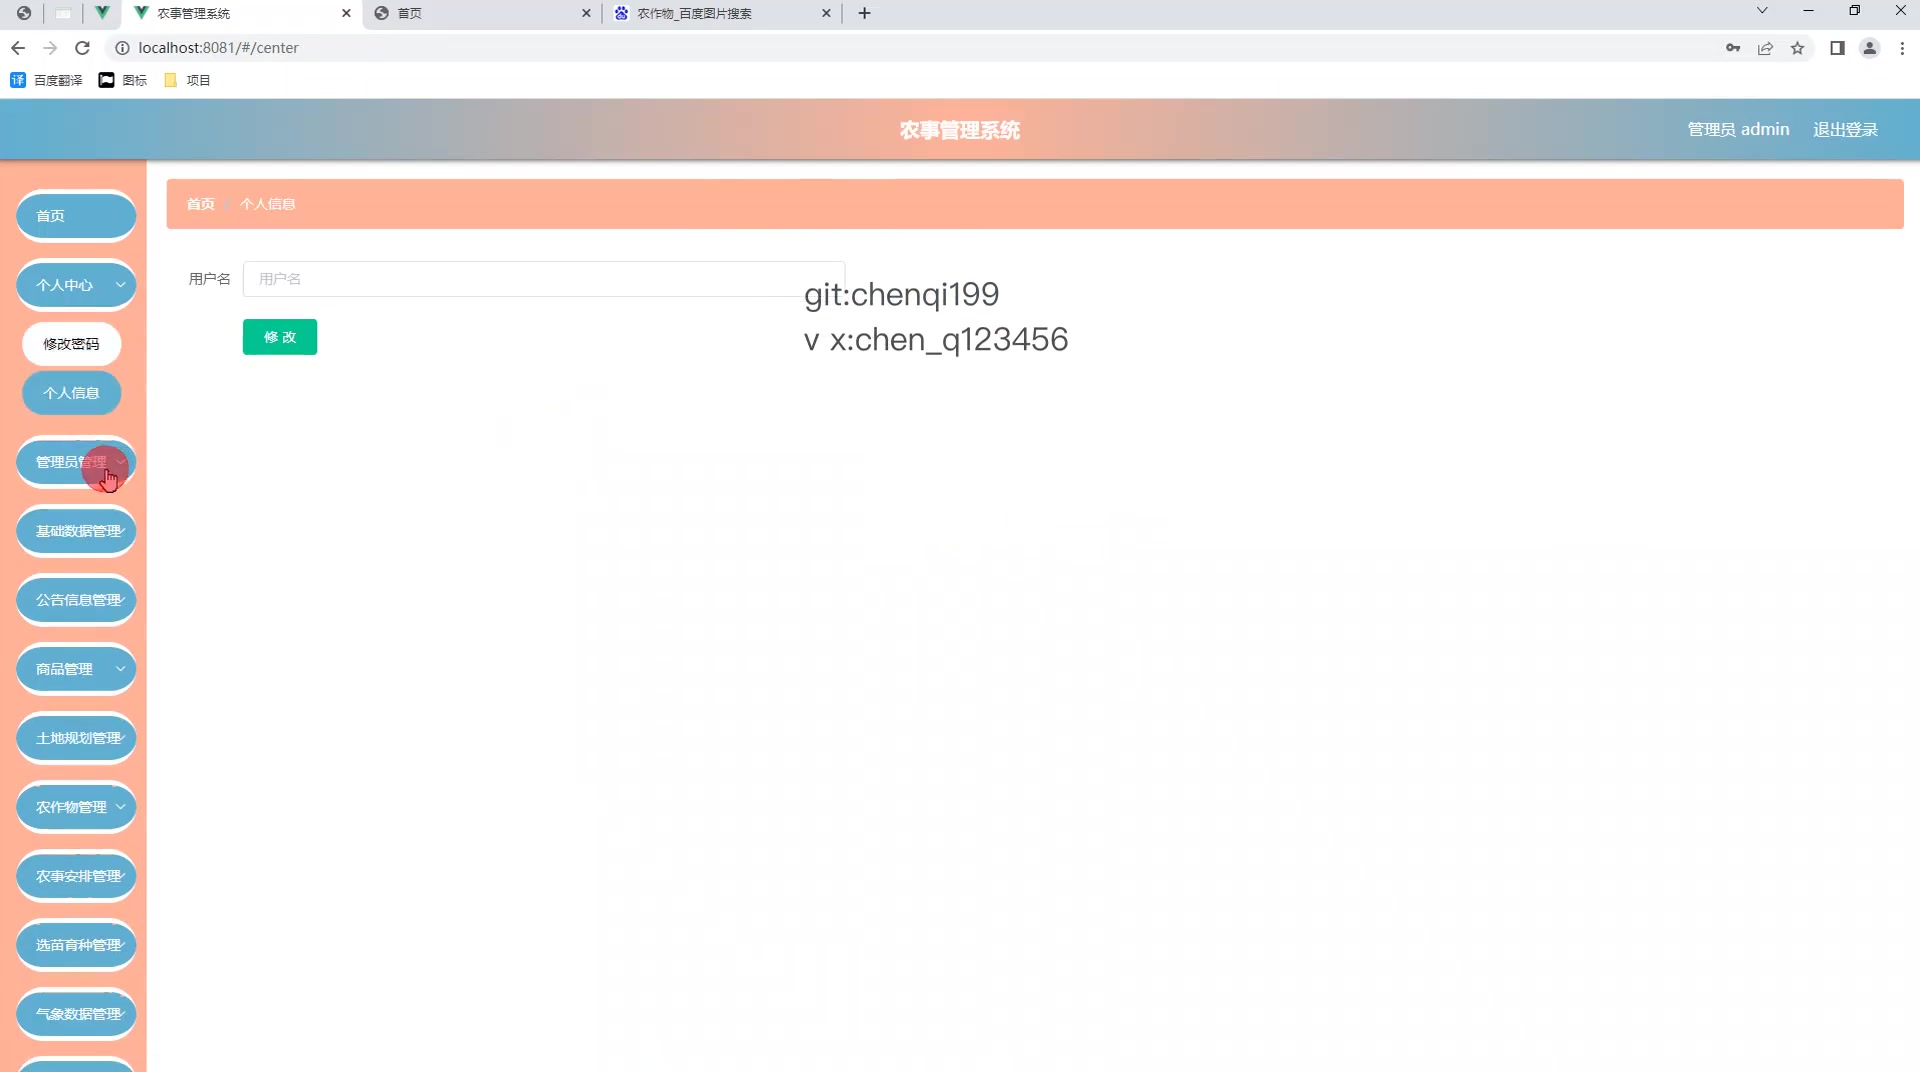 农事管理系统
首页
农作物_百度图片搜索
localhost:8081/#/center
百度翻译
图标
项目
农事管理系统
管理员 admin
退出登录
首页
个人中心
修改密码
个人信息
管理员管理
基础数据管理
公告信息管理
商品管理
土地规划管理
农作物管理
农事安排管理
选苗育种管理
气象数据管理
首页
个人信息
用户名
用户名
修 改
git:chenqi199
v x:chen_q123456